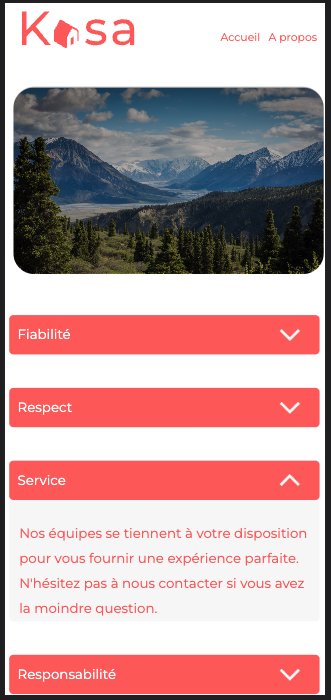 Kasa
Accueil A propos
Fiabilité
Respect
Service
Nos équipes se tiennent à votre disposition
pour vous fournir une expérience parfaite.
N'hésitez pas à nous contacter si vous avez
la moindre question.
Responsabilité